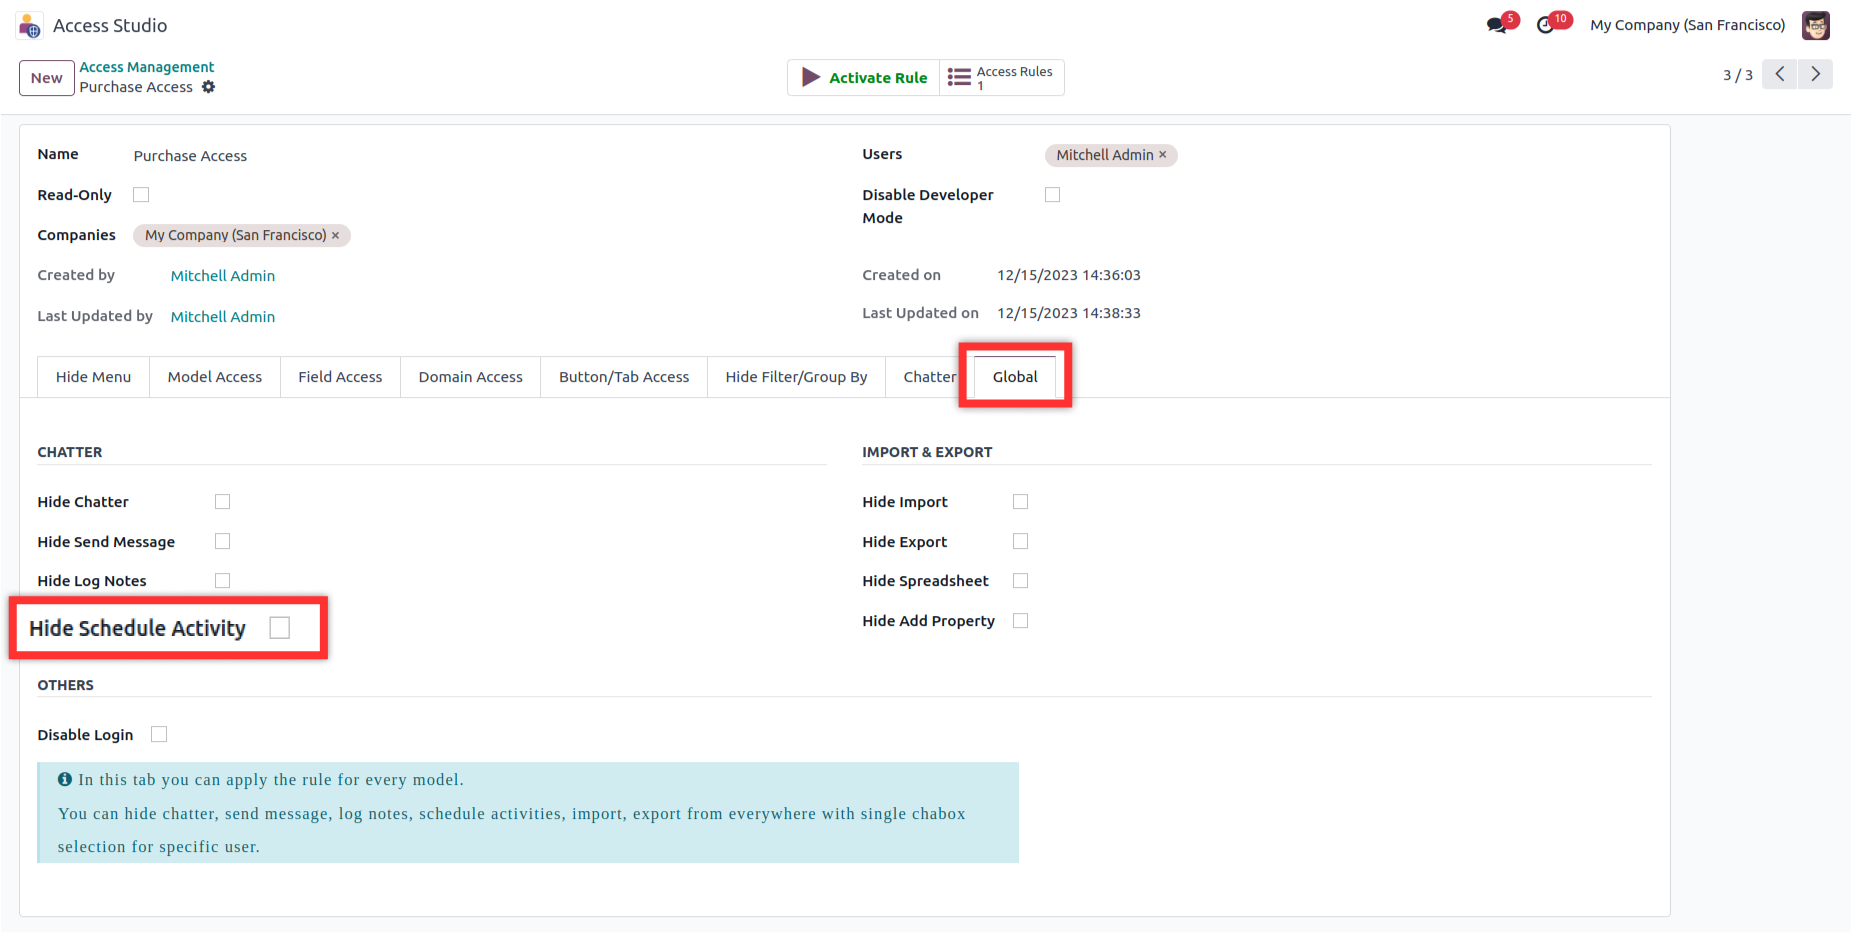 Access Studio
5
10
My Company (San Francisco)
New
Access Management
Purchase Access
Activate Rule
Access Rules
1
3 / 3
Name
Purchase Access
Users
Mitchell Admin ×
Read-Only
Disable Developer
Mode
Companies
My Company (San Francisco) ×
Created by
Mitchell Admin
Created on
12/15/2023 14:36:03
Last Updated by
Mitchell Admin
Last Updated on
12/15/2023 14:38:33
Hide Menu
Model Access
Field Access
Domain Access
Button/Tab Access
Hide Filter/Group By
Chatter
Global
CHATTER
IMPORT & EXPORT
Hide Chatter
Hide Import
Hide Send Message
Hide Export
Hide Log Notes
Hide Spreadsheet
Hide Schedule Activity
Hide Add Property
OTHERS
Disable Login
In this tab you can apply the rule for every model.
You can hide chatter, send message, log notes, schedule activities, import, export from everywhere with single chabox
selection for specific user.